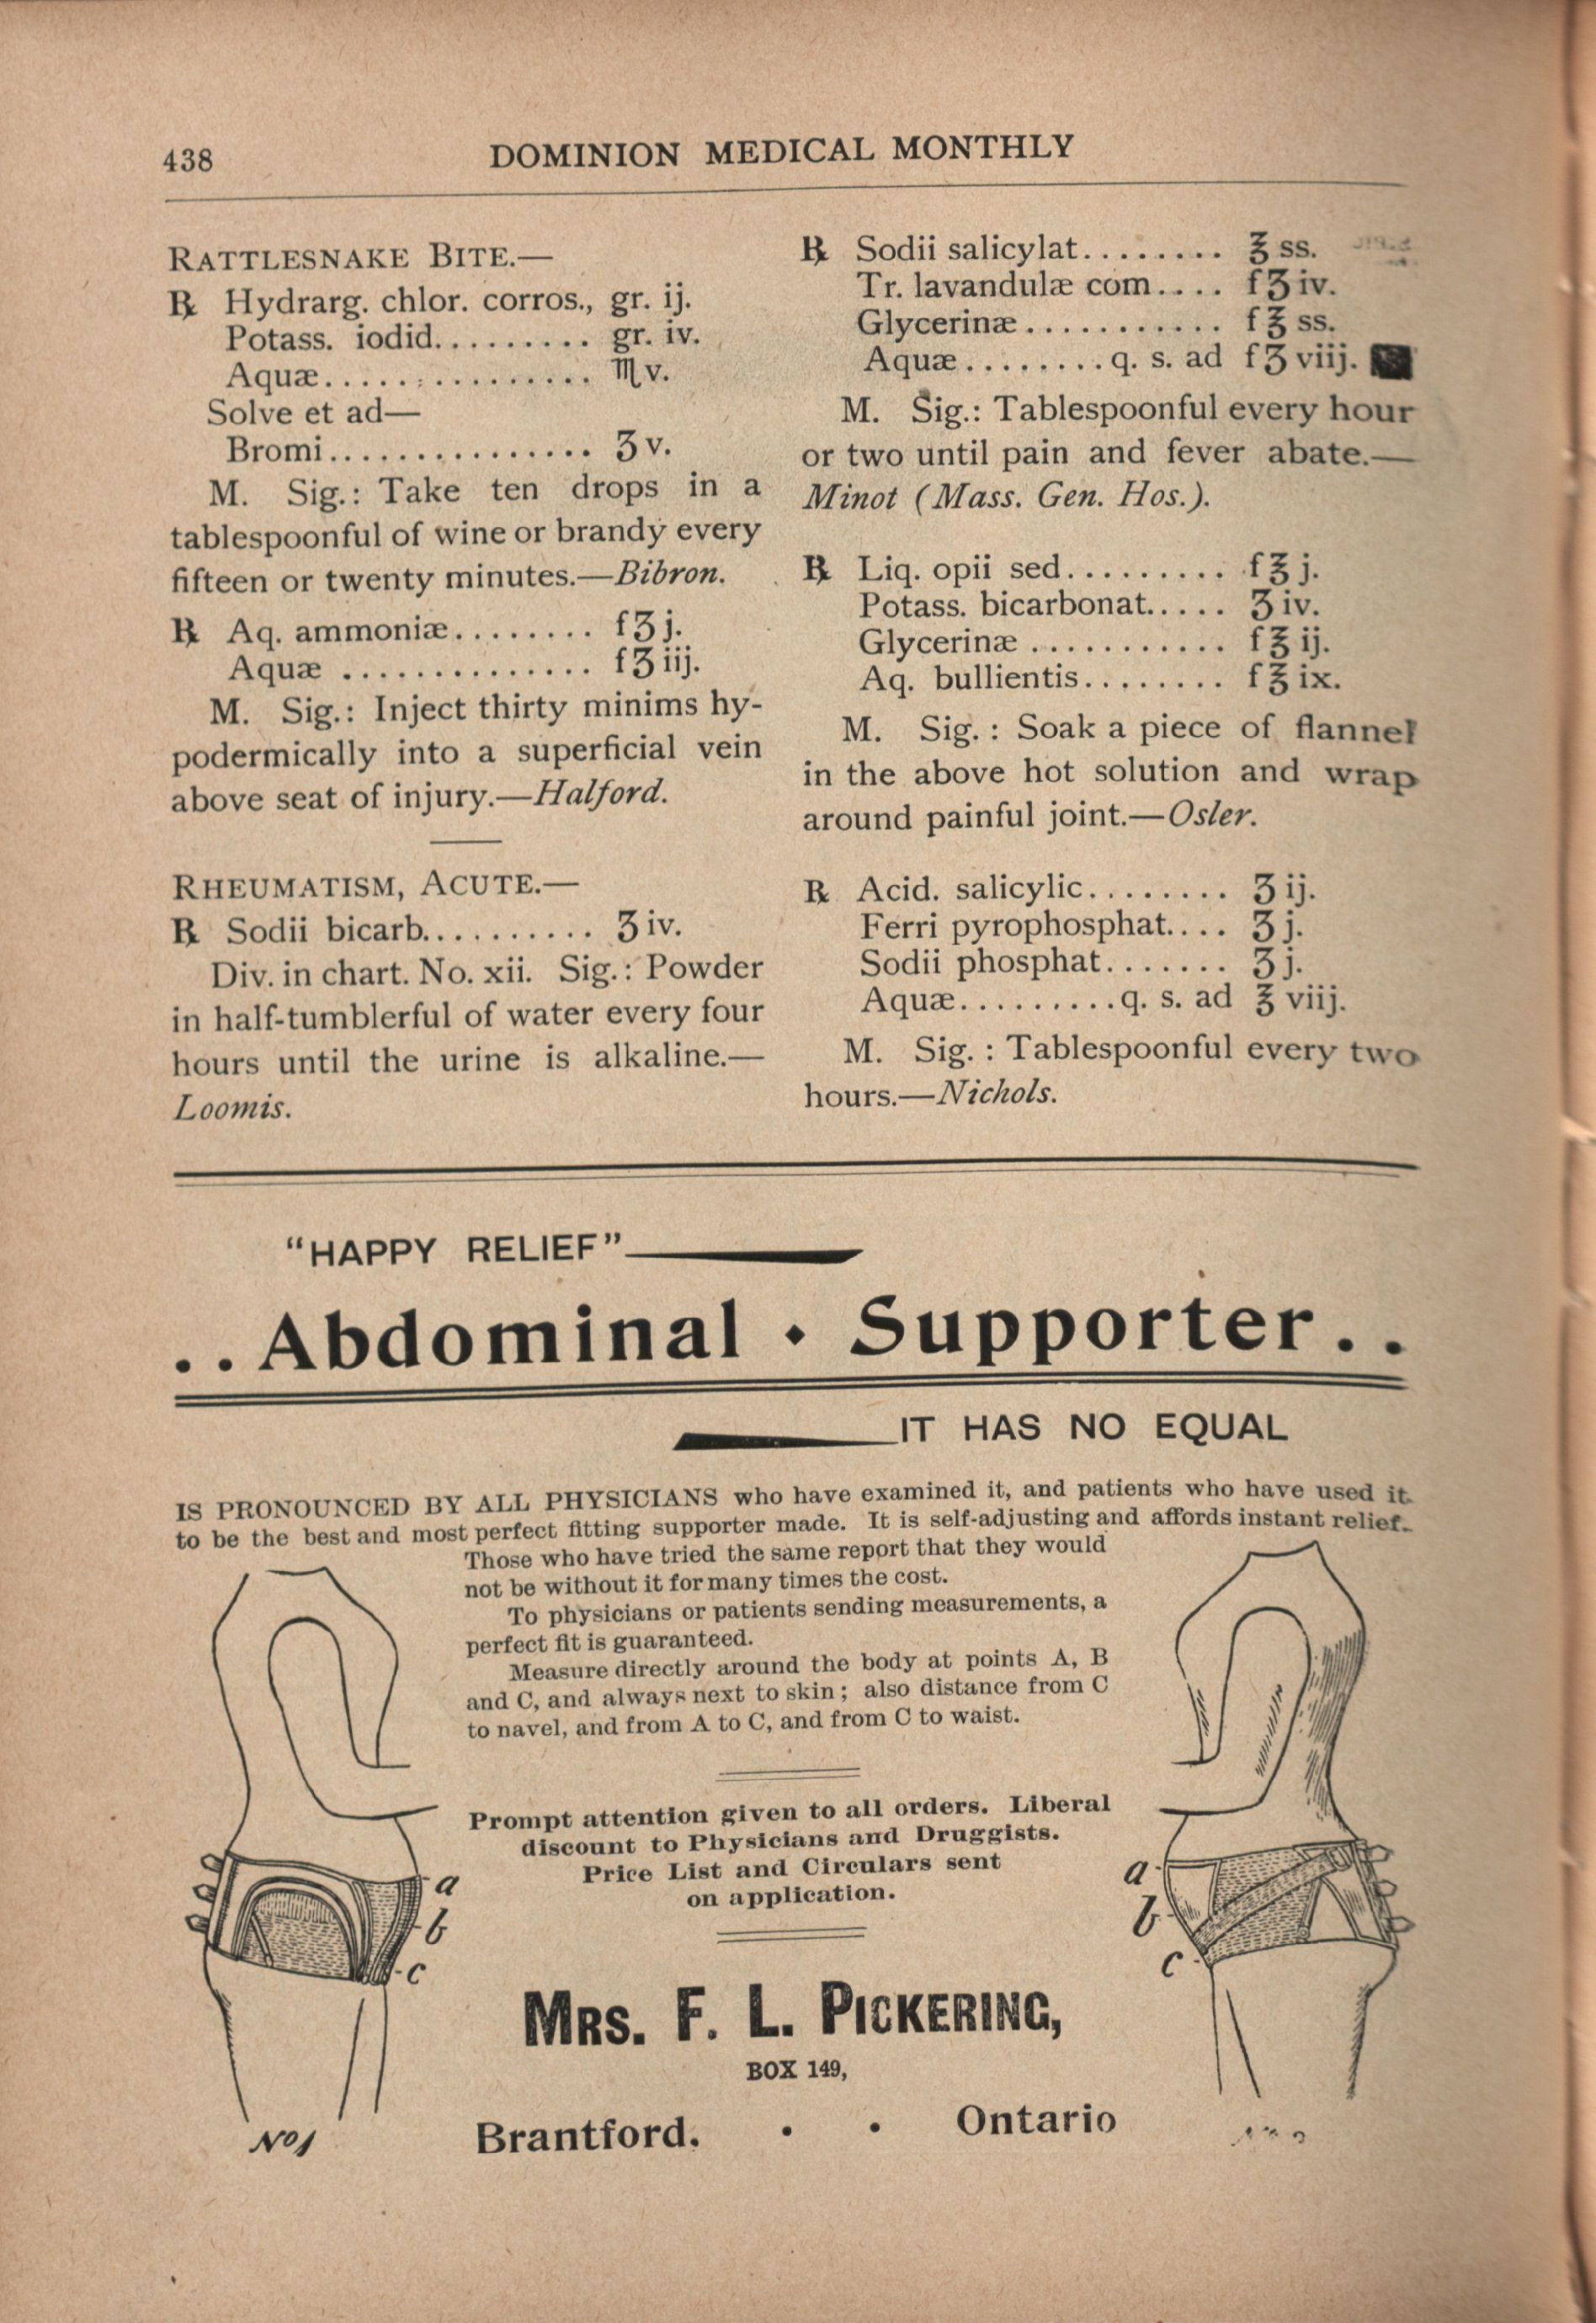 438
DOMINION MEDICAL MONTHLY
RATTLESNAKE BITE.—
℞ Hydrarg. chlor. corros., gr. ij.
Potass. iodid.......... gr. iv.
Aquæ................ ♏v.
Solve et ad—
Bromi............... ʒ v.
M. Sig.: Take ten drops in a
tablespoonful of wine or brandy every
fifteen or twenty minutes.—Bibron.
℞ Aq. ammoniæ........ fʒ j.
Aquæ .............. fʒ iij.
M. Sig.: Inject thirty minims hy-
podermically into a superficial vein
above seat of injury.—Halford.
RHEUMATISM, ACUTE.—
℞ Sodii bicarb........... ʒ iv.
Div. in chart. No. xii. Sig.: Powder
in half-tumblerful of water every four
hours until the urine is alkaline.—
Loomis.
℞ Sodii salicylat......... ℥ ss.
Tr. lavandulæ com.... fʒ iv.
Glycerinæ........... f℥ ss.
Aquæ........q. s. ad fʒ viij.
M. Sig.: Tablespoonful every hour
or two until pain and fever abate.—
Minot (Mass. Gen. Hos.).
℞ Liq. opii sed.......... f℥ j.
Potass. bicarbonat..... ʒ iv.
Glycerinæ ........... f℥ ij.
Aq. bullientis........ f℥ ix.
M. Sig.: Soak a piece of flannel
in the above hot solution and wrap
around painful joint.—Osler.
℞ Acid. salicylic........ ʒ ij.
Ferri pyrophosphat.... ʒ j.
Sodii phosphat....... ʒ j.
Aquæ.........q. s. ad ℥ viij.
M. Sig.: Tablespoonful every two
hours.—Nichols.
"HAPPY RELIEF"
..Abdominal · Supporter..
IT HAS NO EQUAL
IS PRONOUNCED BY ALL PHYSICIANS who have examined it, and patients who have used it.
to be the best and most perfect fitting supporter made. It is self-adjusting and affords instant relief.
Those who have tried the same report that they would
not be without it for many times the cost.
To physicians or patients sending measurements, a
perfect fit is guaranteed.
Measure directly around the body at points A, B
and C, and always next to skin; also distance from C
to navel, and from A to C, and from C to waist.
Prompt attention given to all orders. Liberal
discount to Physicians and Druggists.
Price List and Circulars sent
on application.
a
b
c
a
b
c
MRS. F. L. PICKERING,
BOX 149,
Brantford. · · Ontario
No 1